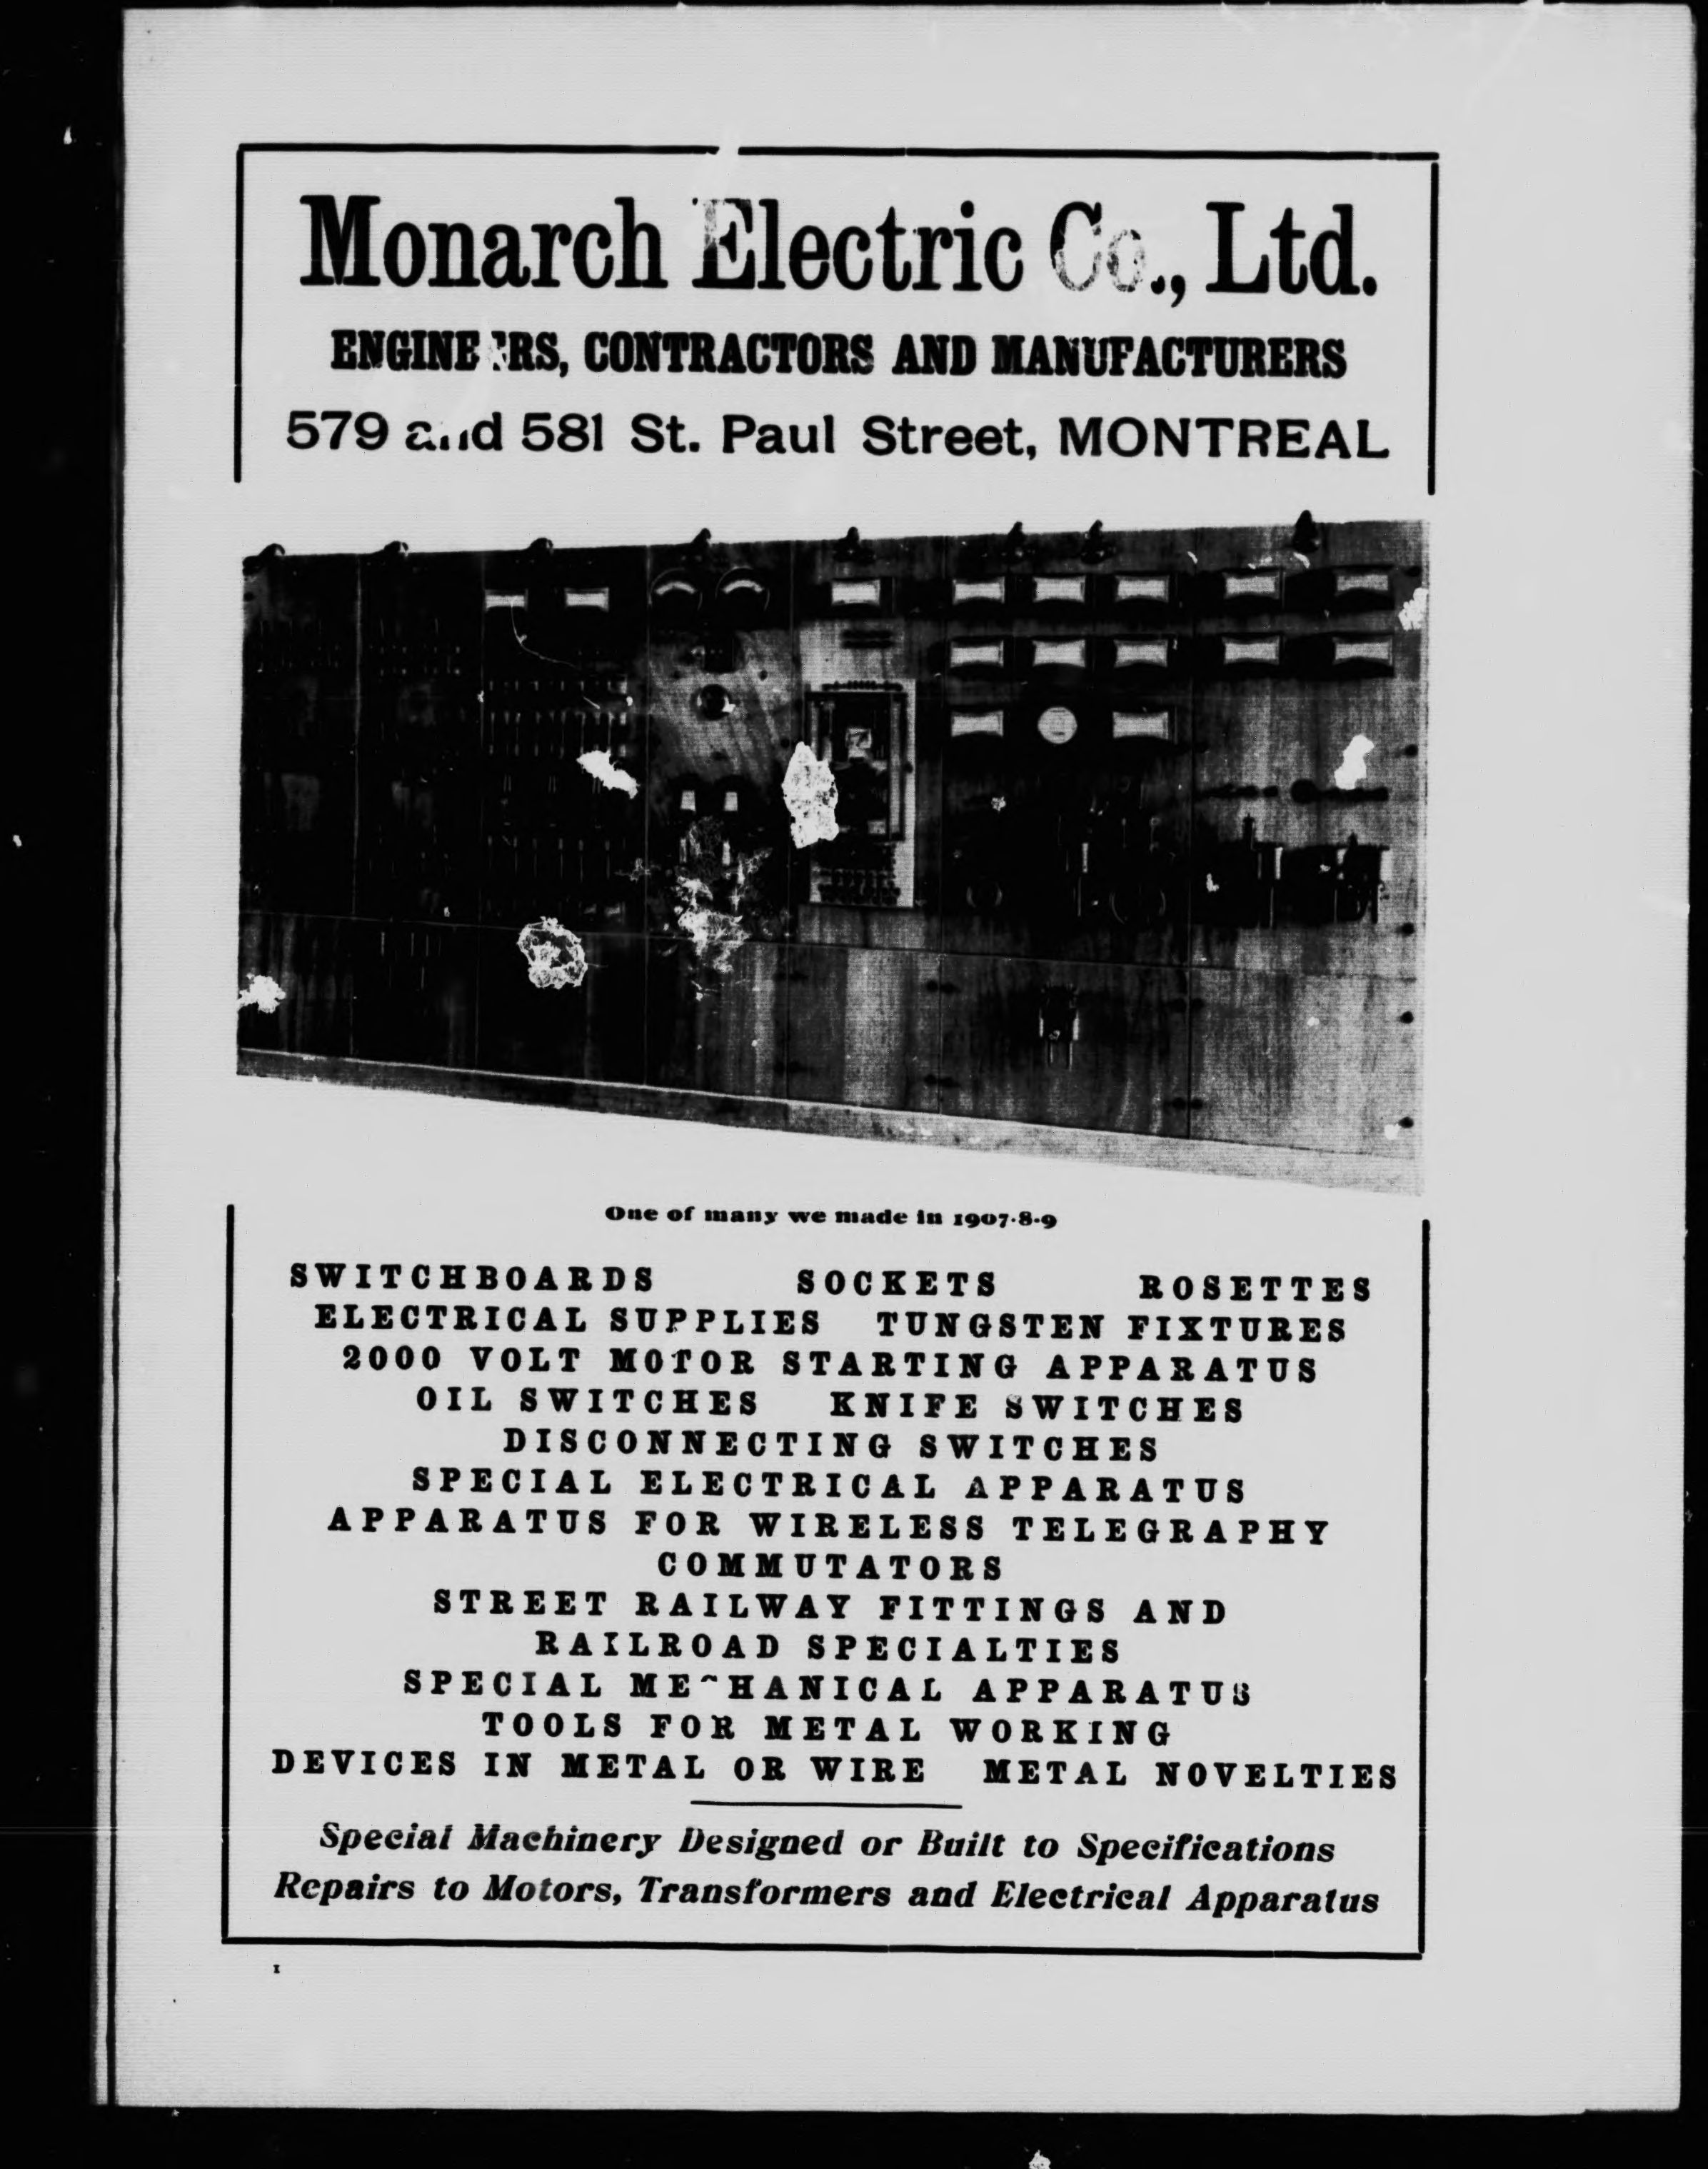 Monarch Electric Co., Ltd.
ENGINEERS, CONTRACTORS AND MANUFACTURERS
579 and 581 St. Paul Street, MONTREAL
One of many we made in 1907-8-9
SWITCHBOARDS SOCKETS ROSETTES
ELECTRICAL SUPPLIES TUNGSTEN FIXTURES
2000 VOLT MOTOR STARTING APPARATUS
OIL SWITCHES KNIFE SWITCHES
DISCONNECTING SWITCHES
SPECIAL ELECTRICAL APPARATUS
APPARATUS FOR WIRELESS TELEGRAPHY
COMMUTATORS
STREET RAILWAY FITTINGS AND
RAILROAD SPECIALTIES
SPECIAL MECHANICAL APPARATUS
TOOLS FOR METAL WORKING
DEVICES IN METAL OR WIRE METAL NOVELTIES
Special Machinery Designed or Built to Specifications
Repairs to Motors, Transformers and Electrical Apparatus
I